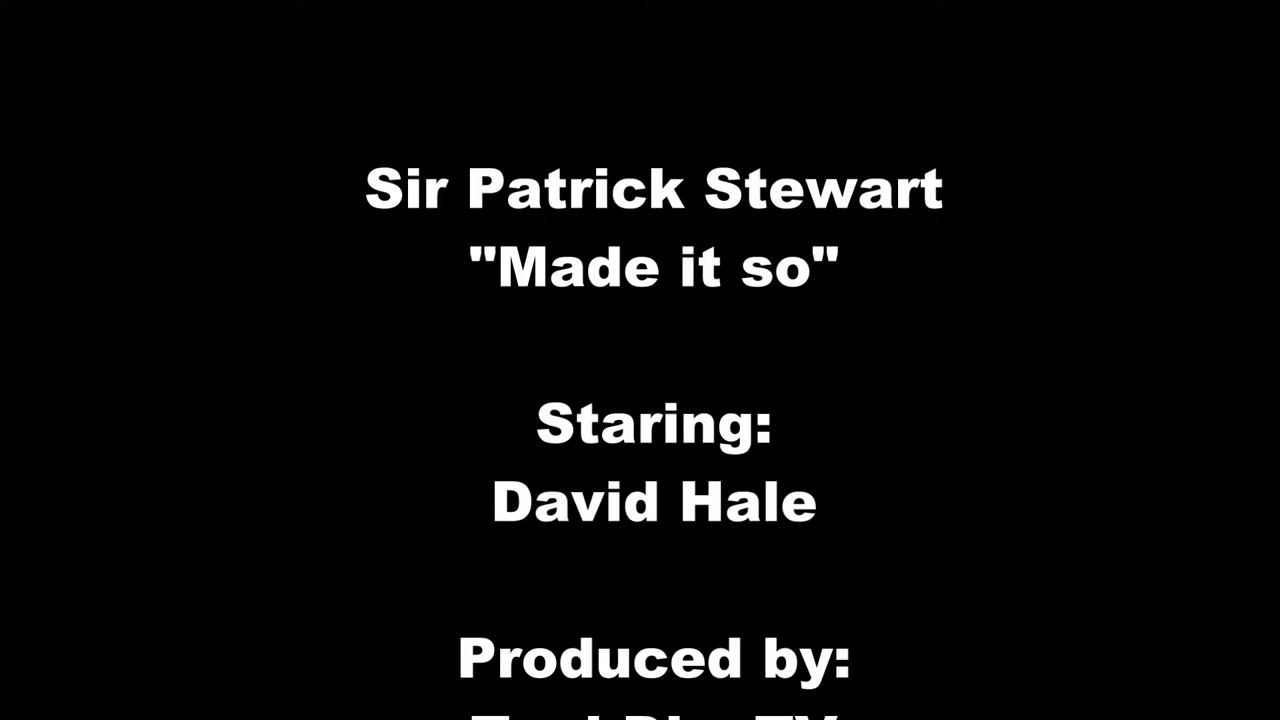 Sir Patrick Stewart
"Made it so"
Staring:
David Hale
Produced by: